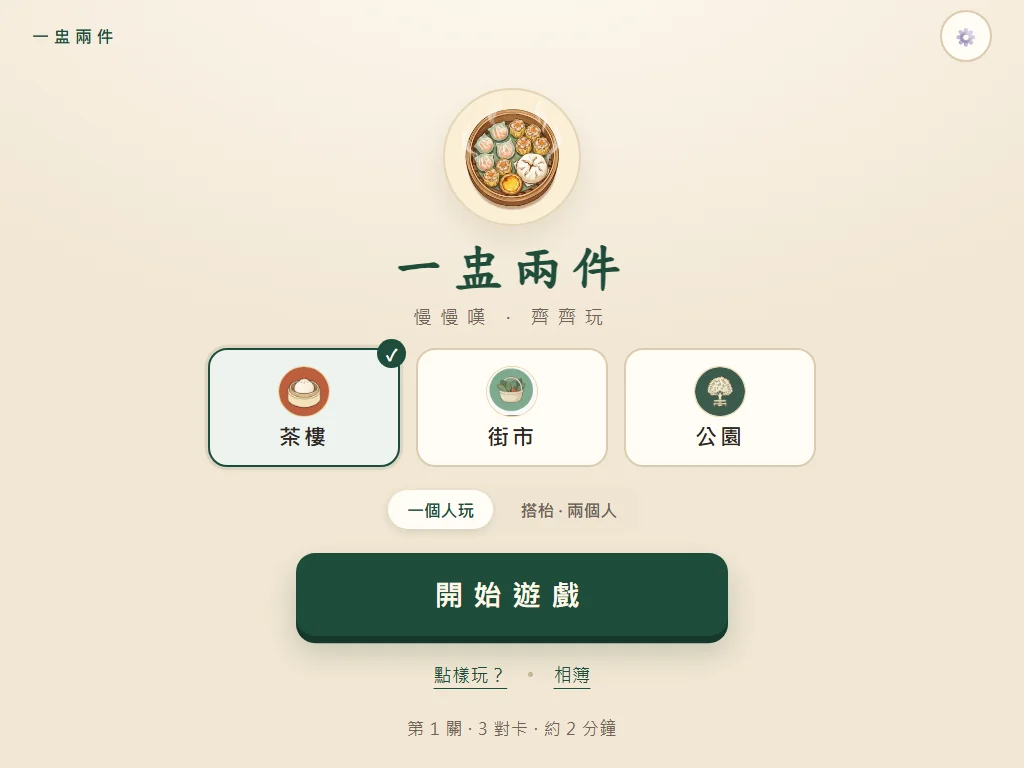 一盅兩件
一盅兩件
慢慢嘆 · 齊齊玩
茶樓
街市
公園
一個人玩
搭枱 · 兩個人
開始遊戲
點樣玩？
相簿
第 1 關 · 3 對卡 · 約 2 分鐘